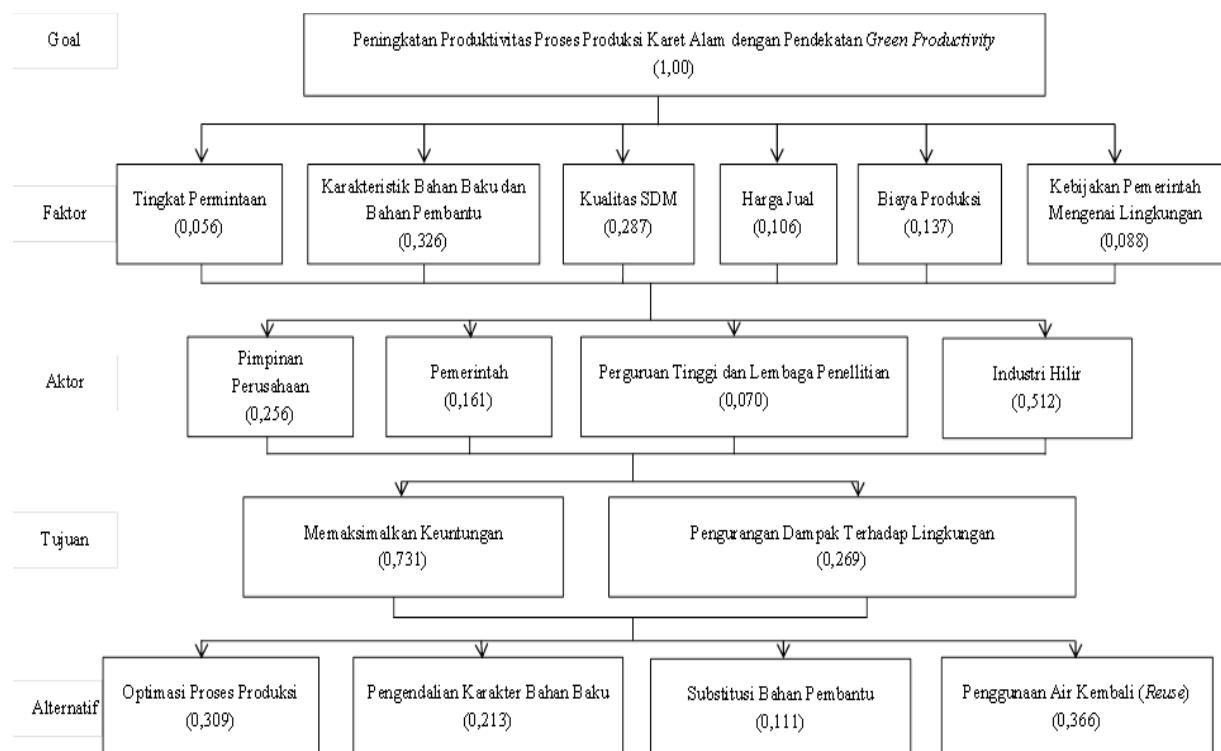 Goal
Peningkatan Produktivitas Proses Produksi Karet Alam dengan Pendekatan Green Productivity
(1,00)
Faktor
Tingkat Permintaan
(0,056)
Karakteristik Bahan Baku dan
Bahan Pembantu
(0,326)
Kualitas SDM
(0,287)
Harga Jual
(0,106)
Biaya Produksi
(0,137)
Kebijakan Pemerintah
Mengenai Lingkungan
(0,088)
Aktor
Pimpinan
Perusahaan
(0,256)
Pemerintah
(0,161)
Perguruan Tinggi dan Lembaga Penellitian
(0,070)
Industri Hilir
(0,512)
Tujuan
Memaksimalkan Keuntungan
(0,731)
Pengurangan Dampak Terhadap Lingkungan
(0,269)
Alternatif
Optimasi Proses Produksi
(0,309)
Pengendalian Karakter Bahan Baku
(0,213)
Substitusi Bahan Pembantu
(0,111)
Penggunaan Air Kembali (Reuse)
(0,366)